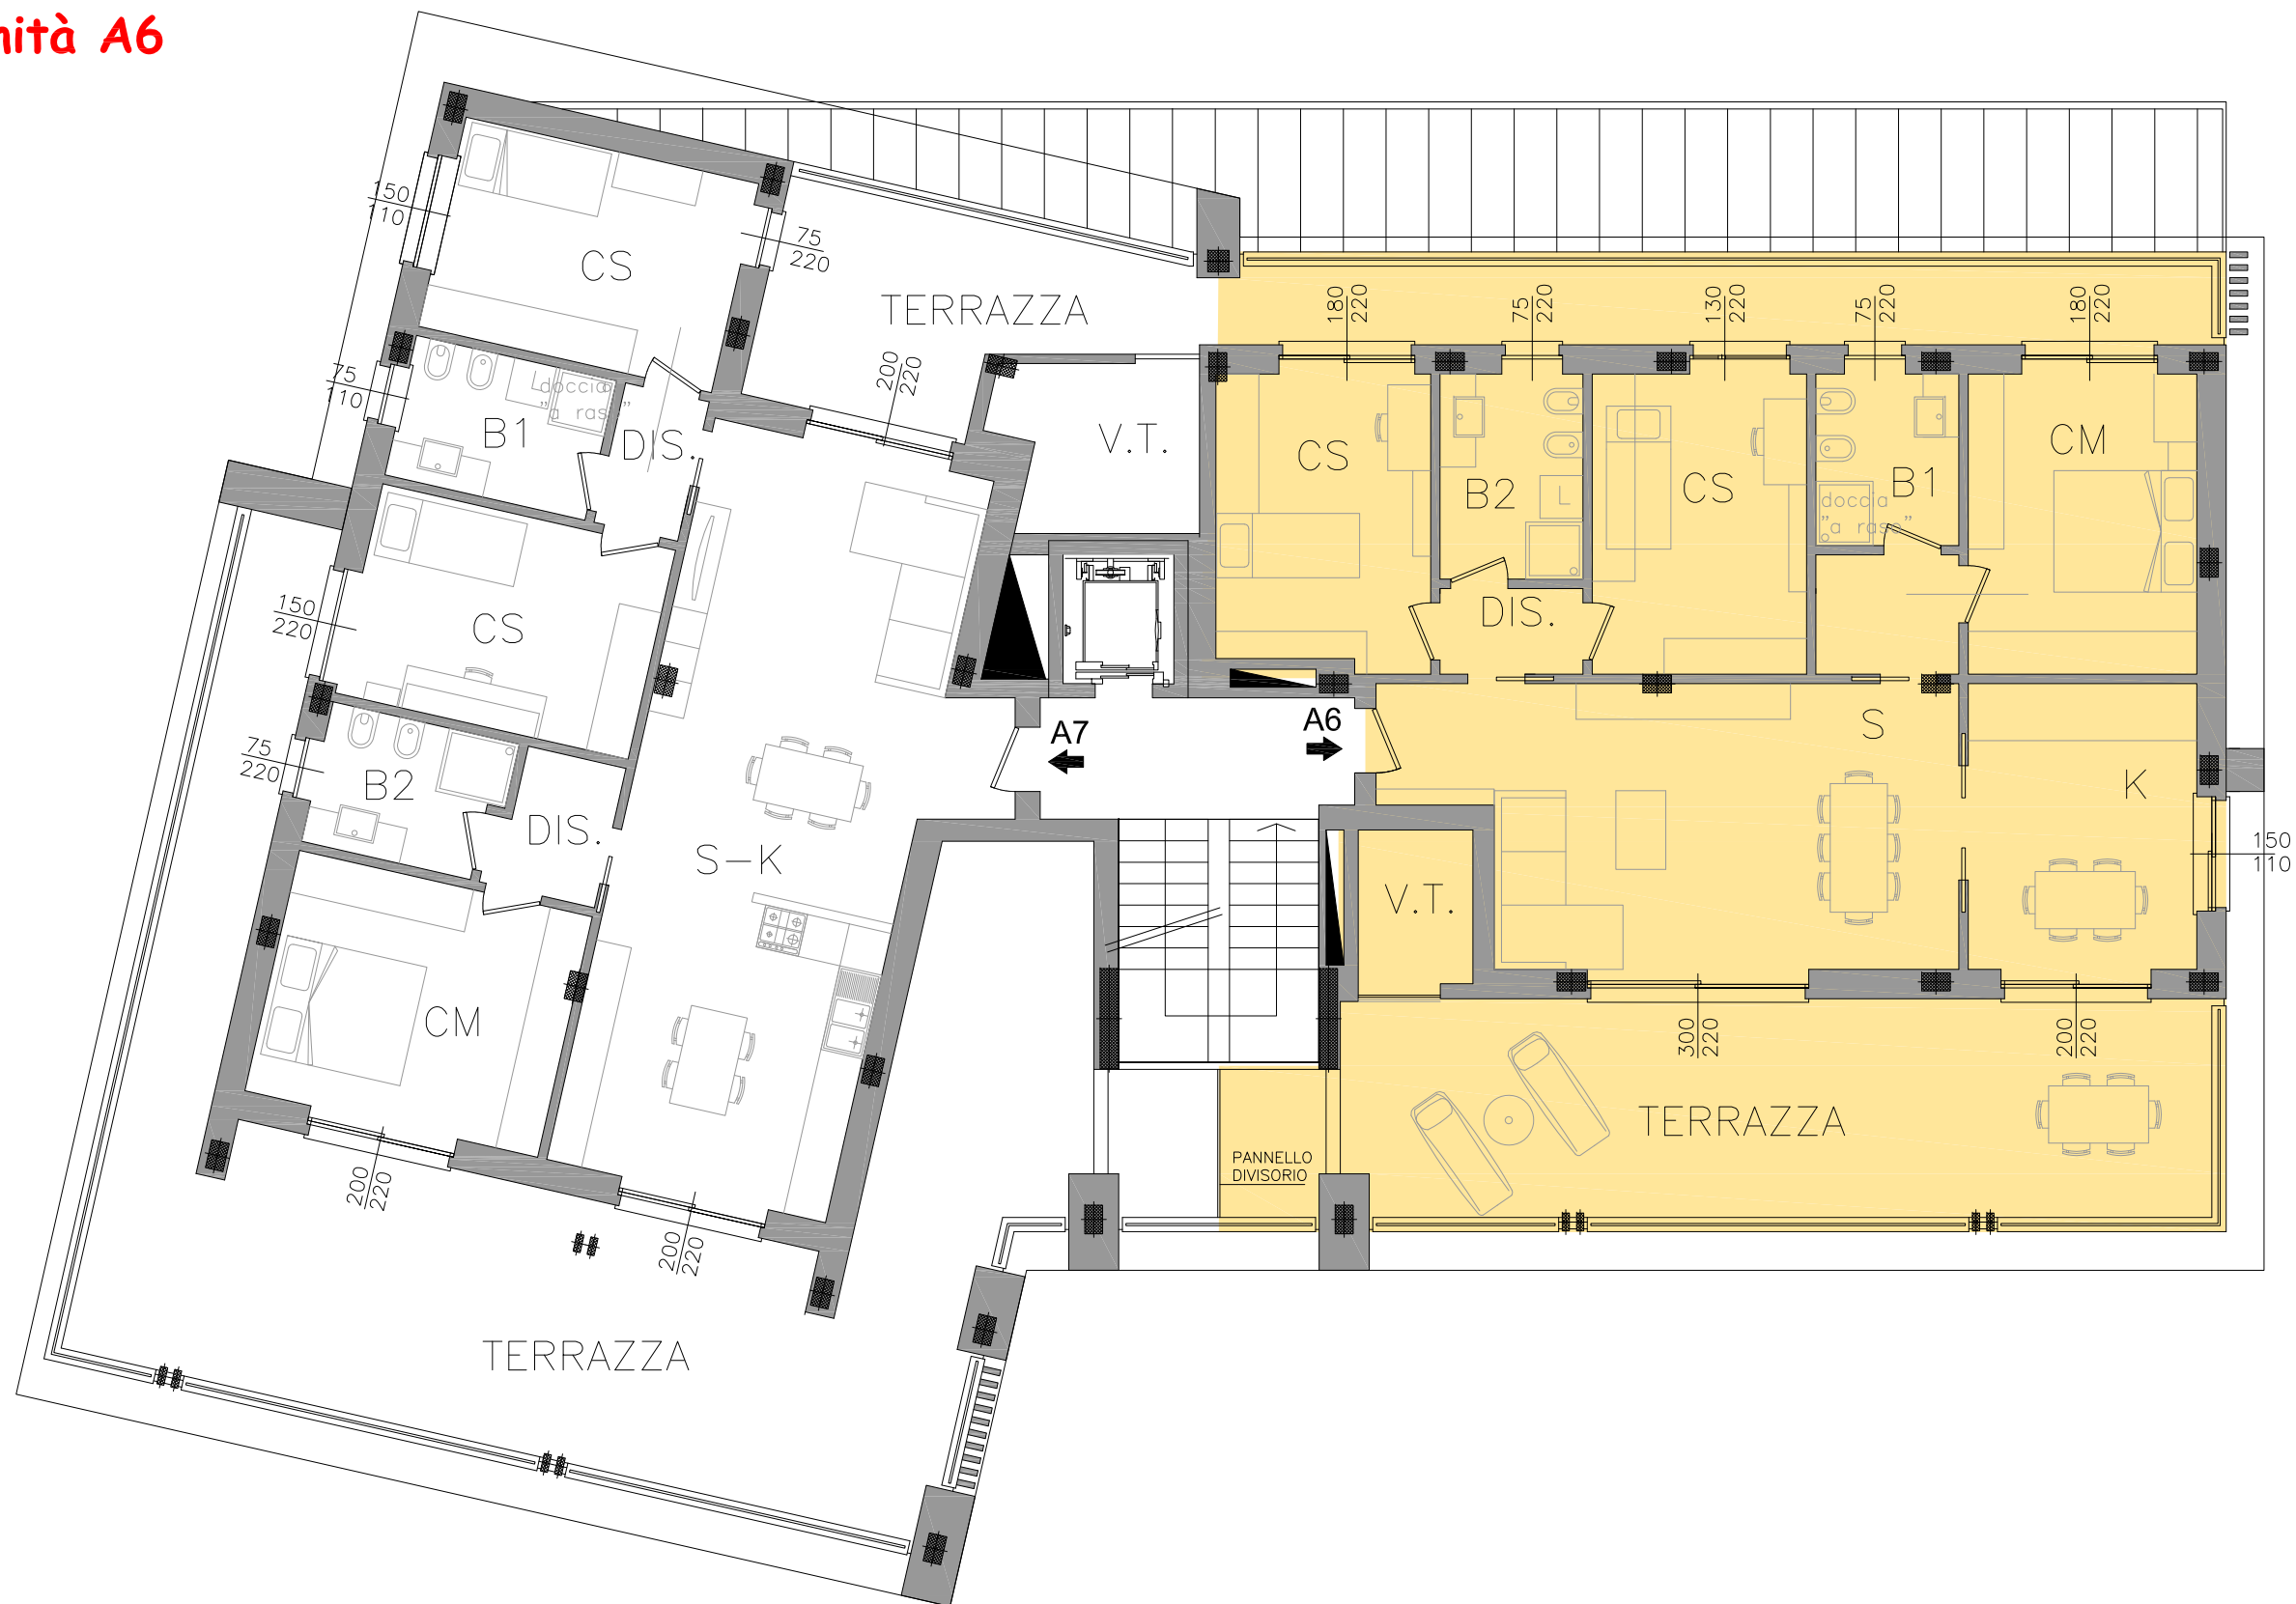 nità A6
150
110
CS
75
220
TERRAZZA
180
220
75
220
130
220
75
220
180
220
75
110
doccia
"a raso"
B1
DIS.
200
220
V.T.
CS
B2
L
CS
doccia
"a raso"
B1
CM
150
220
CS
DIS.
A7
A6
S
75
220
B2
DIS.
S-K
K
150
110
V.T.
CM
300
220
200
220
TERRAZZA
PANNELLO
DIVISORIO
200
220
200
220
TERRAZZA